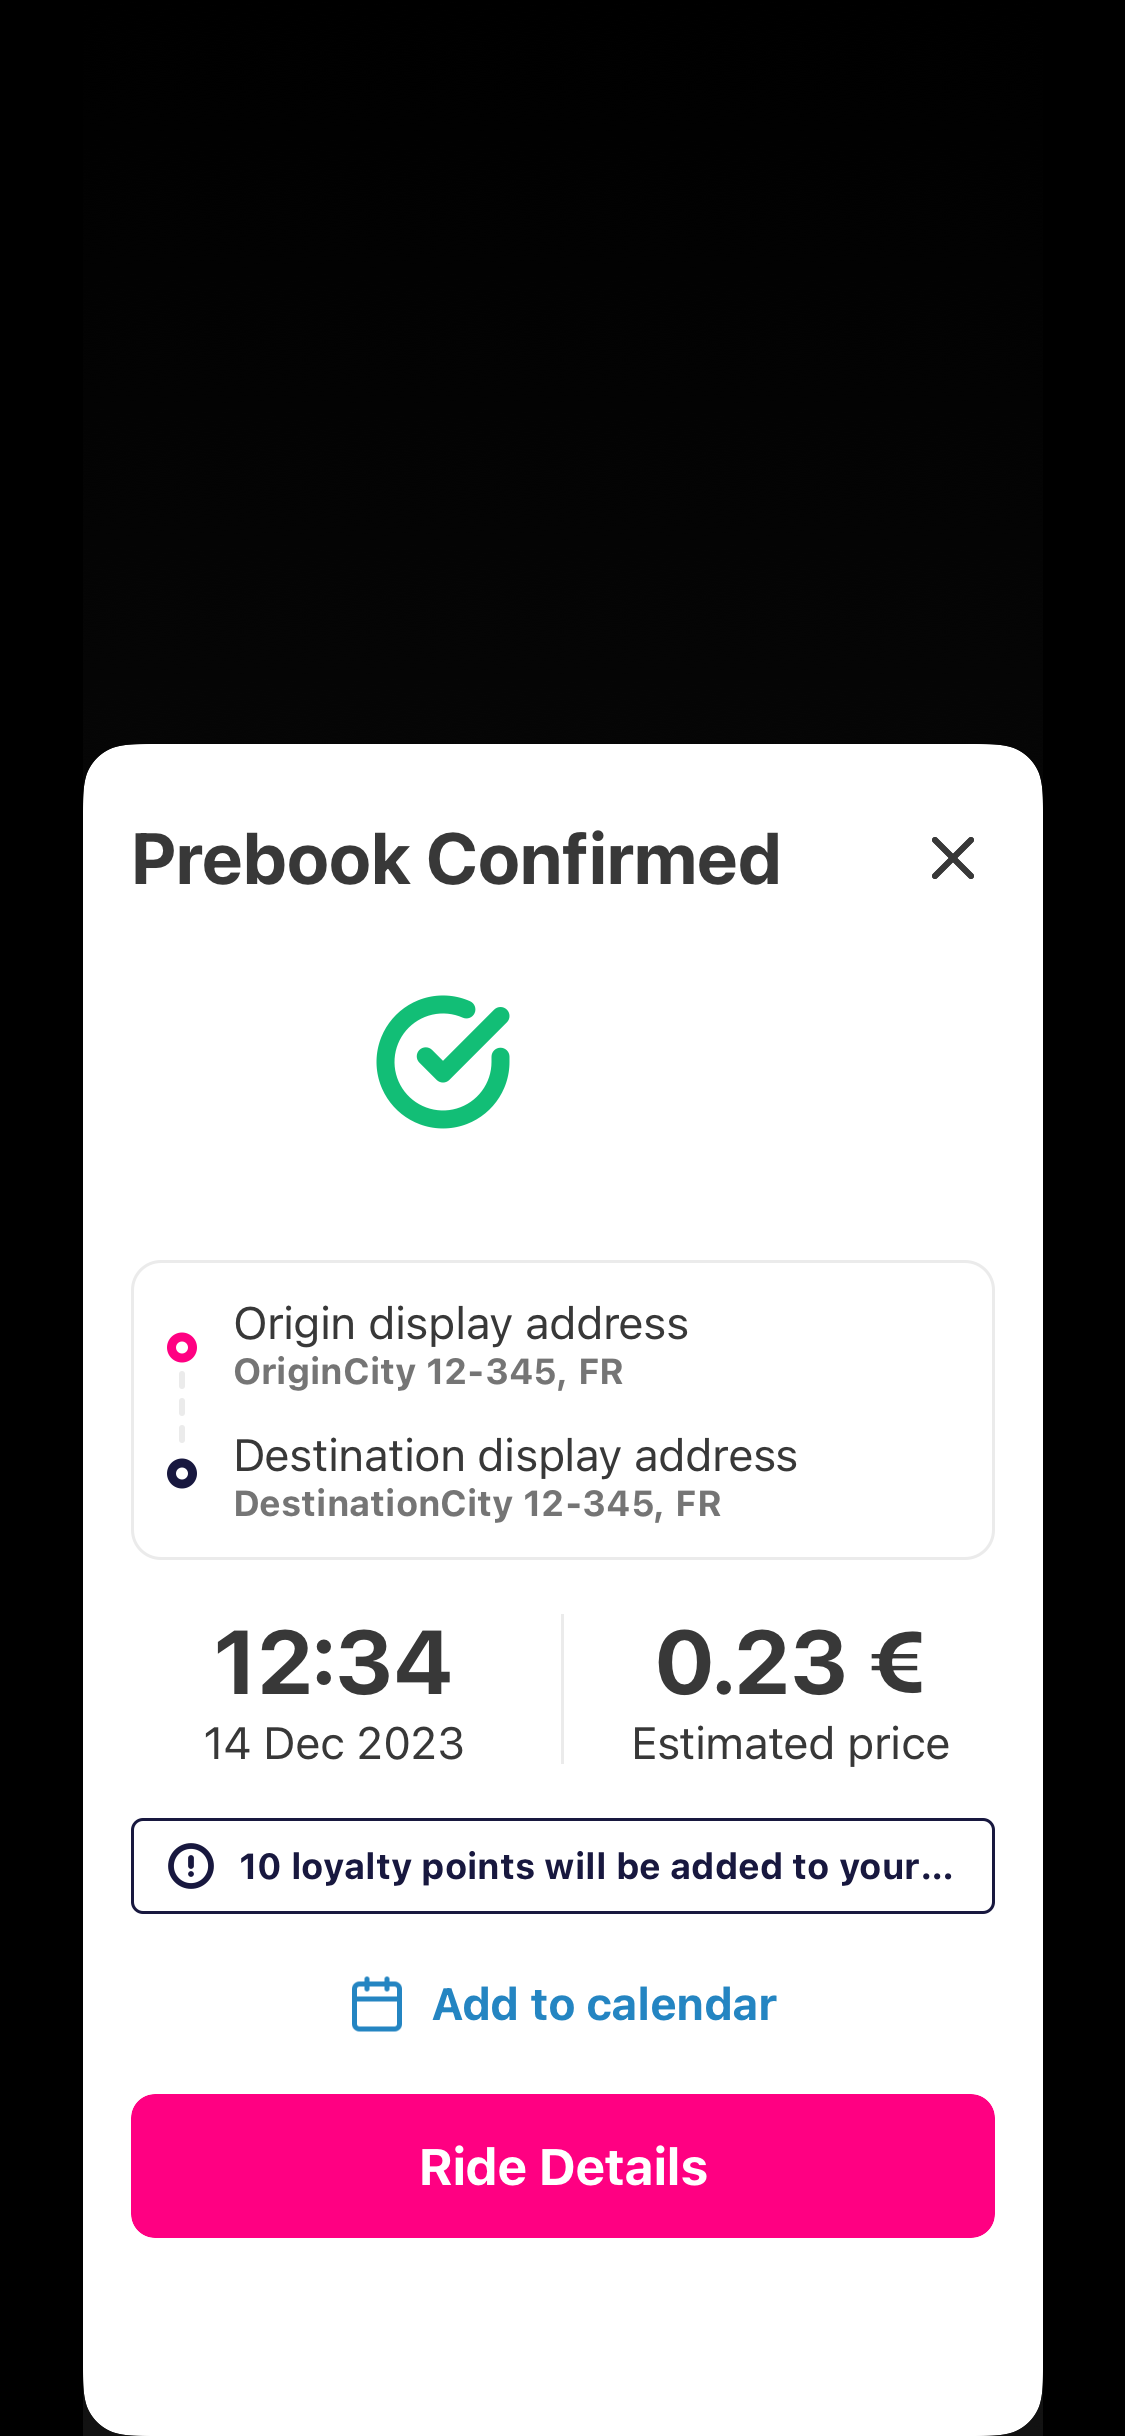 Prebook Confirmed
Origin display address
OriginCity 12-345, FR
Destination display address
DestinationCity 12-345, FR
12:34
14 Dec 2023
0.23 €
Estimated price
10 loyalty points will be added to your...
Add to calendar
Ride Details